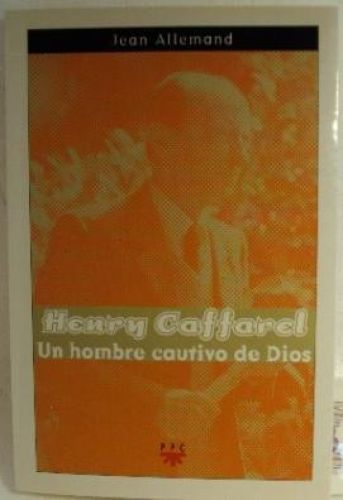 Jean Allemand
Henry Caffarel
Un hombre cautivo de Dios
PPC